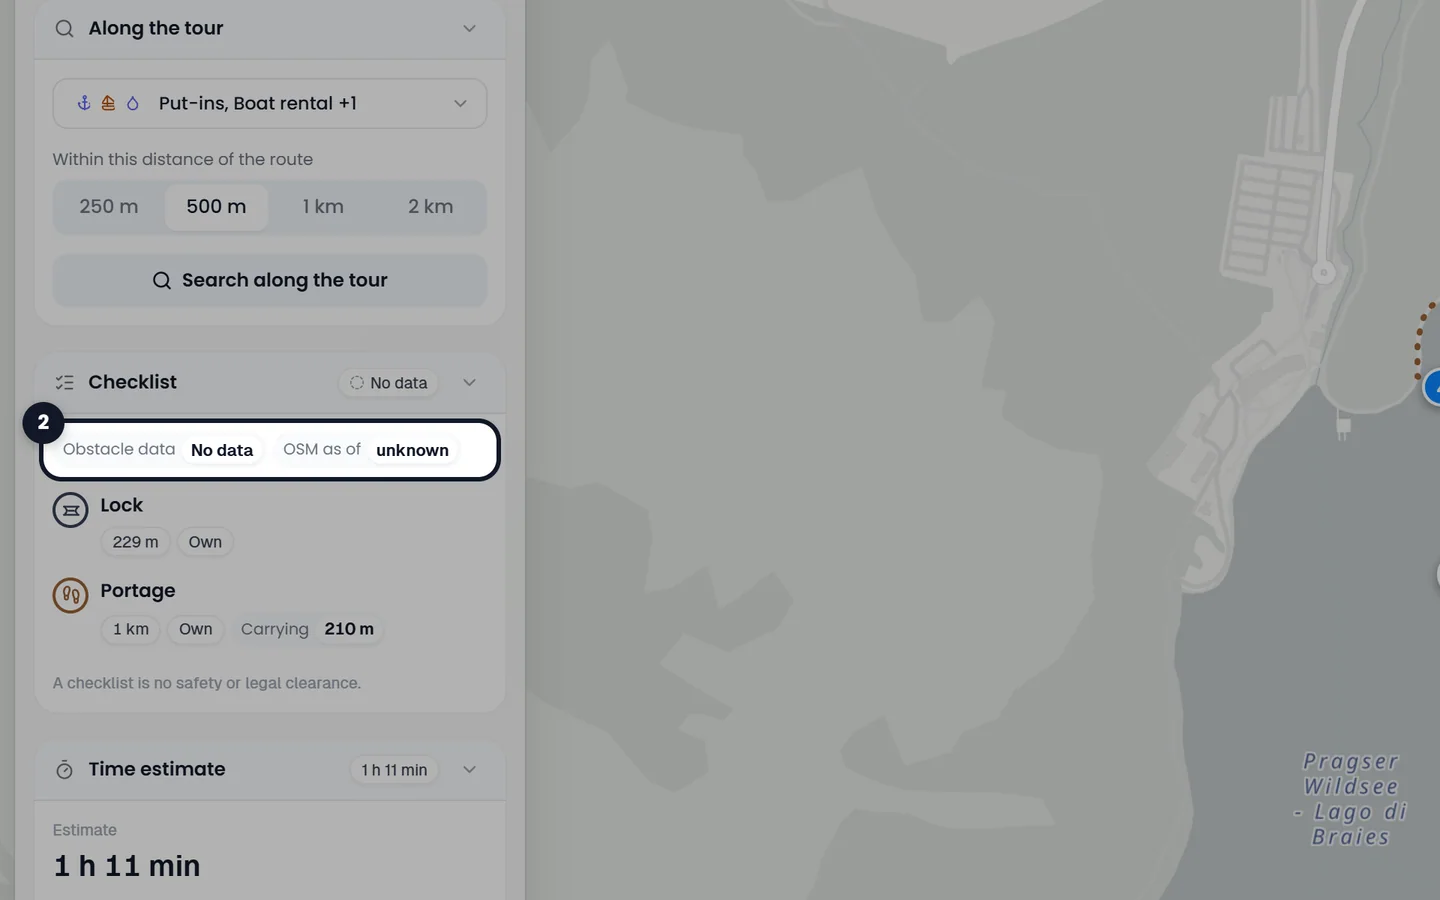 Along the tour
Put-ins, Boat rental +1
Within this distance of the route
250 m 500 m 1 km 2 km
Search along the tour
Checklist No data
2
Obstacle data No data OSM as of unknown
Lock
229 m Own
Portage
1 km Own Carrying 210 m
A checklist is no safety or legal clearance.
Time estimate 1 h 11 min
Estimate
1 h 11 min
Pragser
Wildsee
- Lago di
Braies